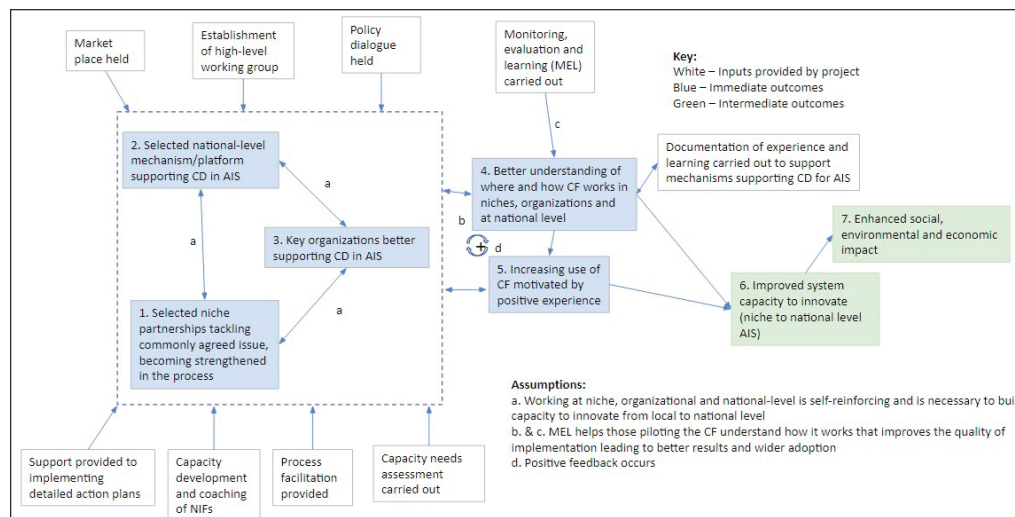 Market
place held
Establishment
of high-level
working group
Policy
dialogue
held
Monitoring,
evaluation and
learning (MEL)
carried out
Key:
White – Inputs provided by project
Blue – Immediate outcomes
Green – Intermediate outcomes
c
2. Selected national-level
mechanism/platform
supporting CD in AIS
a
a
3. Key organizations better
supporting CD in AIS
a
1. Selected niche
partnerships tackling
commonly agreed issue,
becoming strengthened
in the process
4. Better understanding of
where and how CF works in
niches, organizations and
at national level
Documentation of experience and
learning carried out to support
mechanisms supporting CD for AIS
b
+
d
5. Increasing use of
CF motivated by
positive experience
7. Enhanced social,
environmental and economic
impact
6. Improved system
capacity to innovate
(niche to national level
AIS)
Assumptions:
a. Working at niche, organizational and national-level is self-reinforcing and is necessary to bui
capacity to innovate from local to national level
b. & c. MEL helps those piloting the CF understand how it works that improves the quality of
implementation leading to better results and wider adoption
d. Positive feedback occurs
Support provided to
implementing
detailed action plans
Capacity
development
and coaching
of NIFs
Process
facilitation
provided
Capacity needs
assessment
carried out